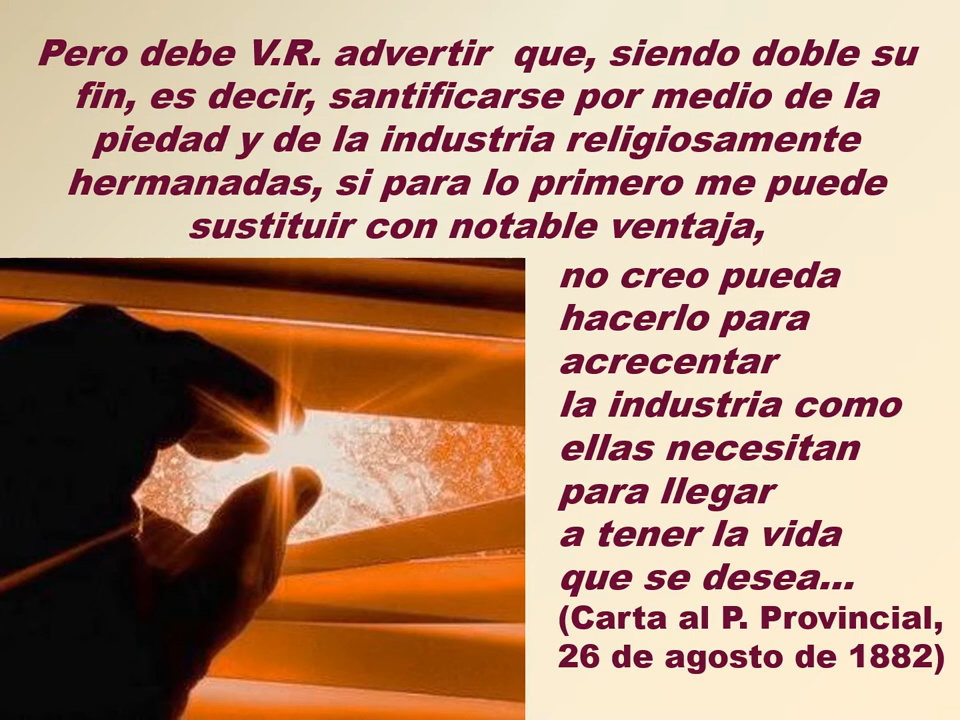 Pero debe V.R. advertir  que, siendo doble su
fin, es decir, santificarse por medio de la
piedad y de la industria religiosamente
hermanadas, si para lo primero me puede
sustituir con notable ventaja,
no creo pueda
hacerlo para
acrecentar
la industria como
ellas necesitan
para llegar
a tener la vida
que se desea...
(Carta al P. Provincial,
26 de agosto de 1882)